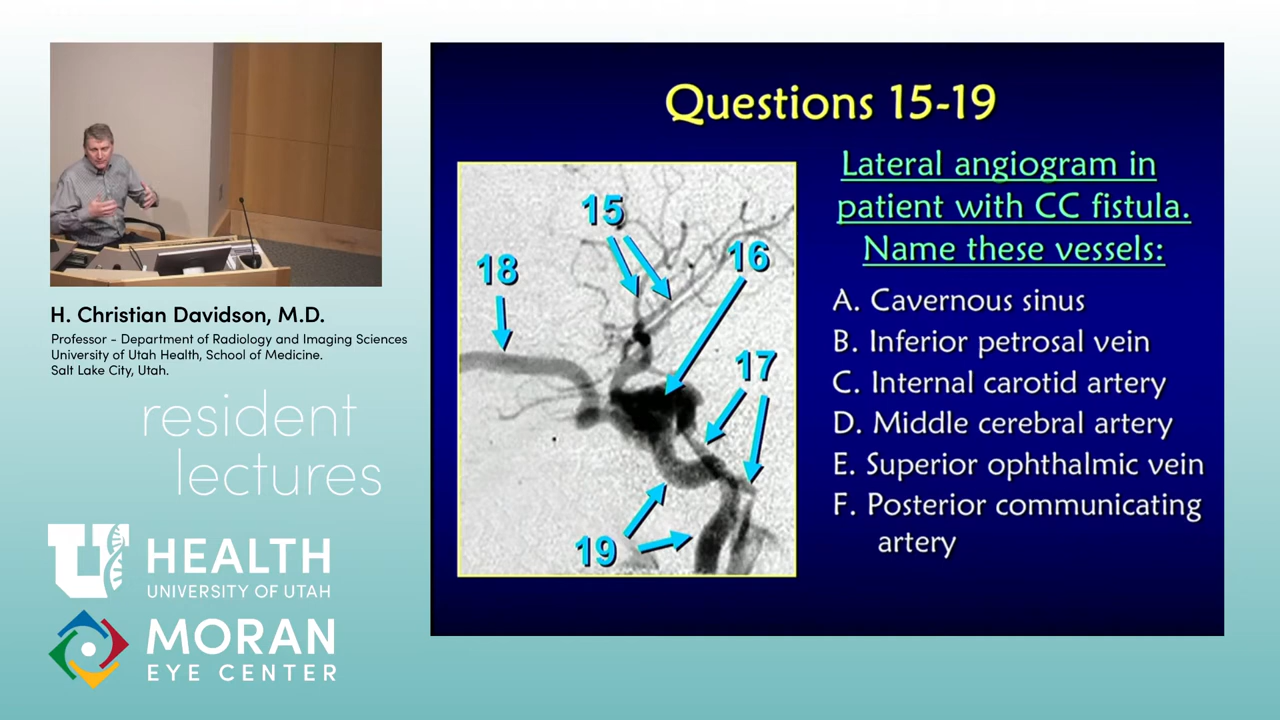 Questions 15-19
Lateral angiogram in
patient with CC fistula.
Name these vessels:
15
16
18
17
19
A. Cavernous sinus
B. Inferior petrosal vein
C. Internal carotid artery
D. Middle cerebral artery
E. Superior ophthalmic vein
F. Posterior communicating
artery
H. Christian Davidson, M.D.
Professor – Department of Radiology and Imaging Sciences
University of Utah Health, School of Medicine.
Salt Lake City, Utah.
resident
lectures
U HEALTH
UNIVERSITY OF UTAH
MORAN
EYE CENTER